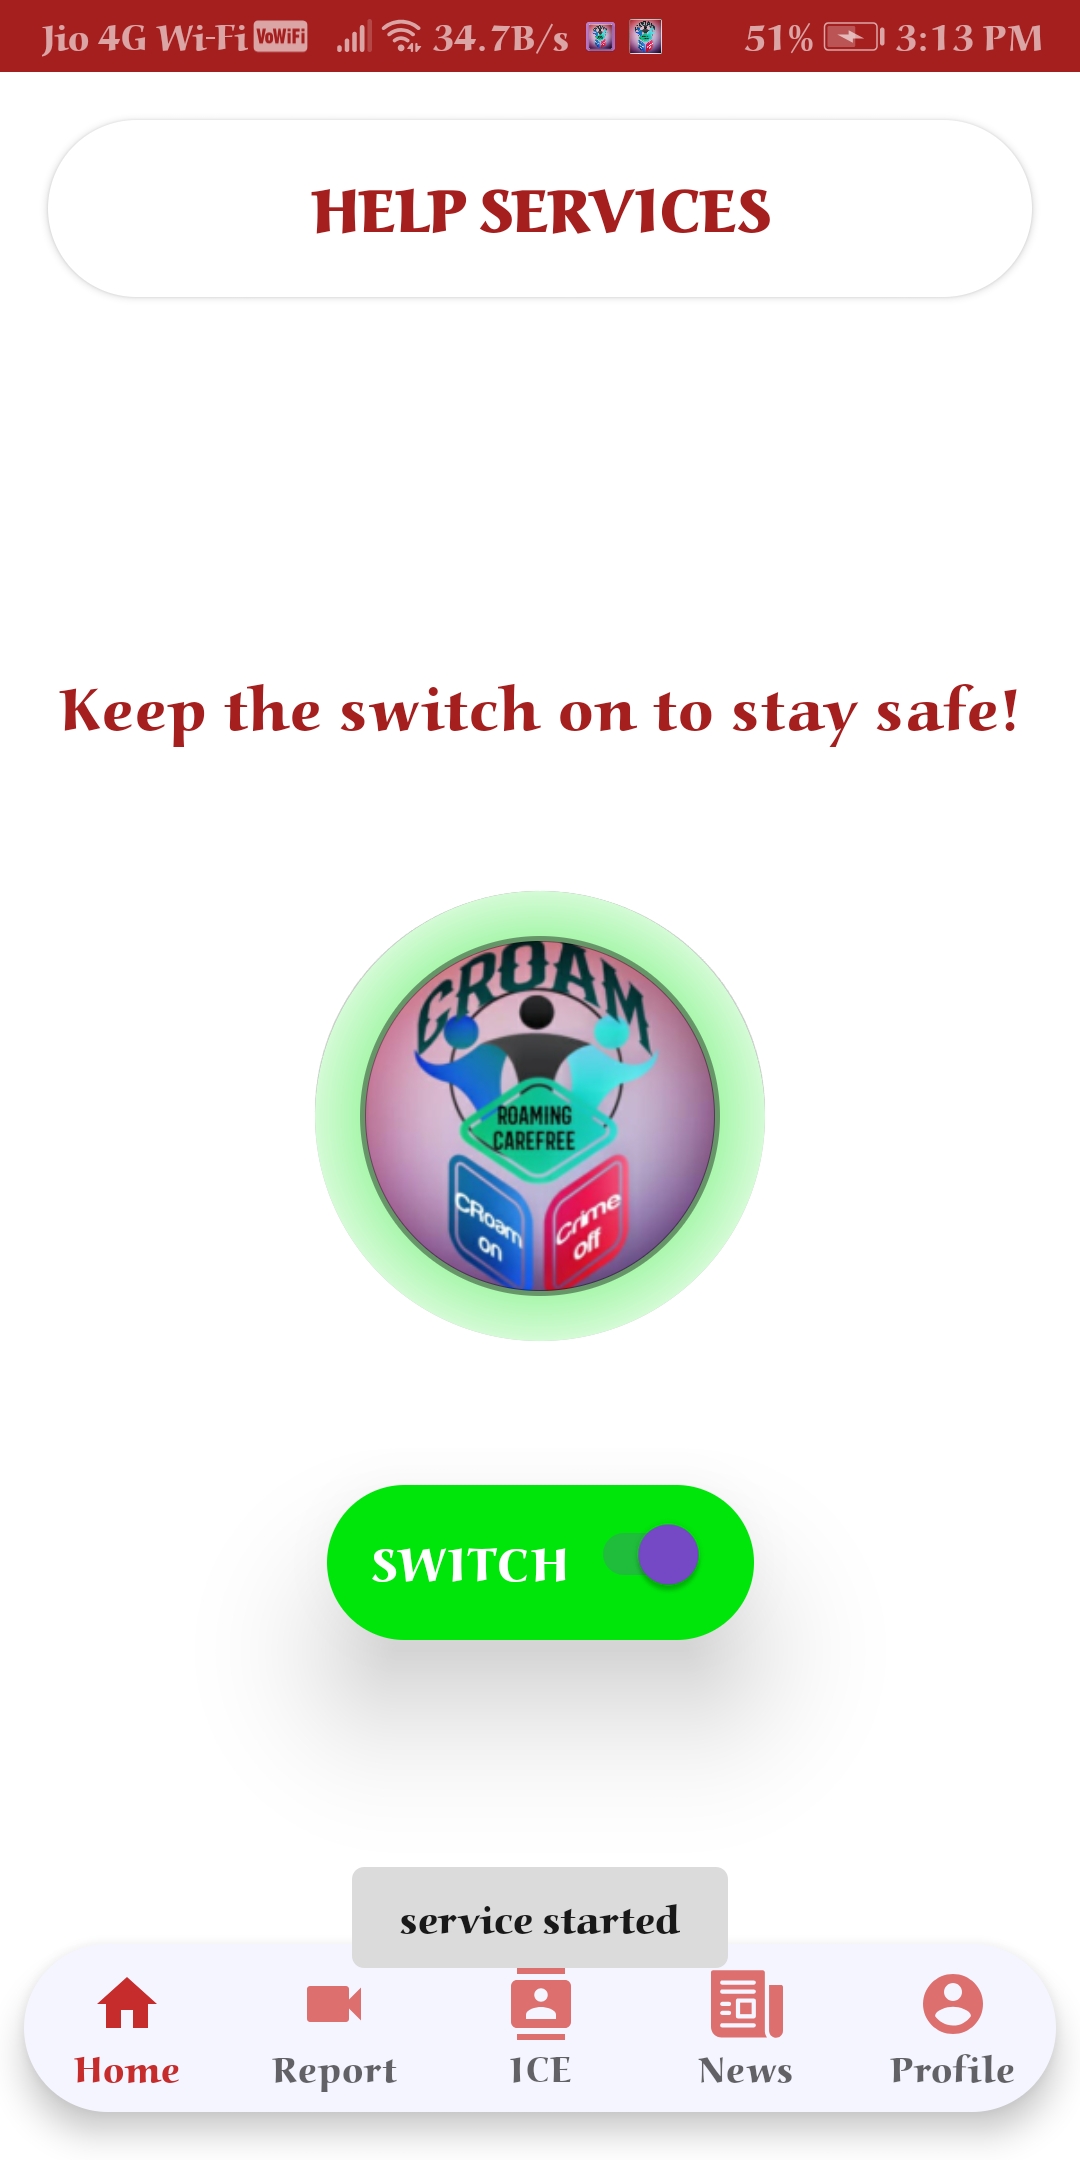 Jio 4G Wi-Fi VoWiFi 34.7B/s 51% 3:13 PM
HELP SERVICES
Keep the switch on to stay safe!
CROAM
ROAMING
CAREFREE
CRoam
on
Crime
off
SWITCH
service started
Home Report ICE News Profile